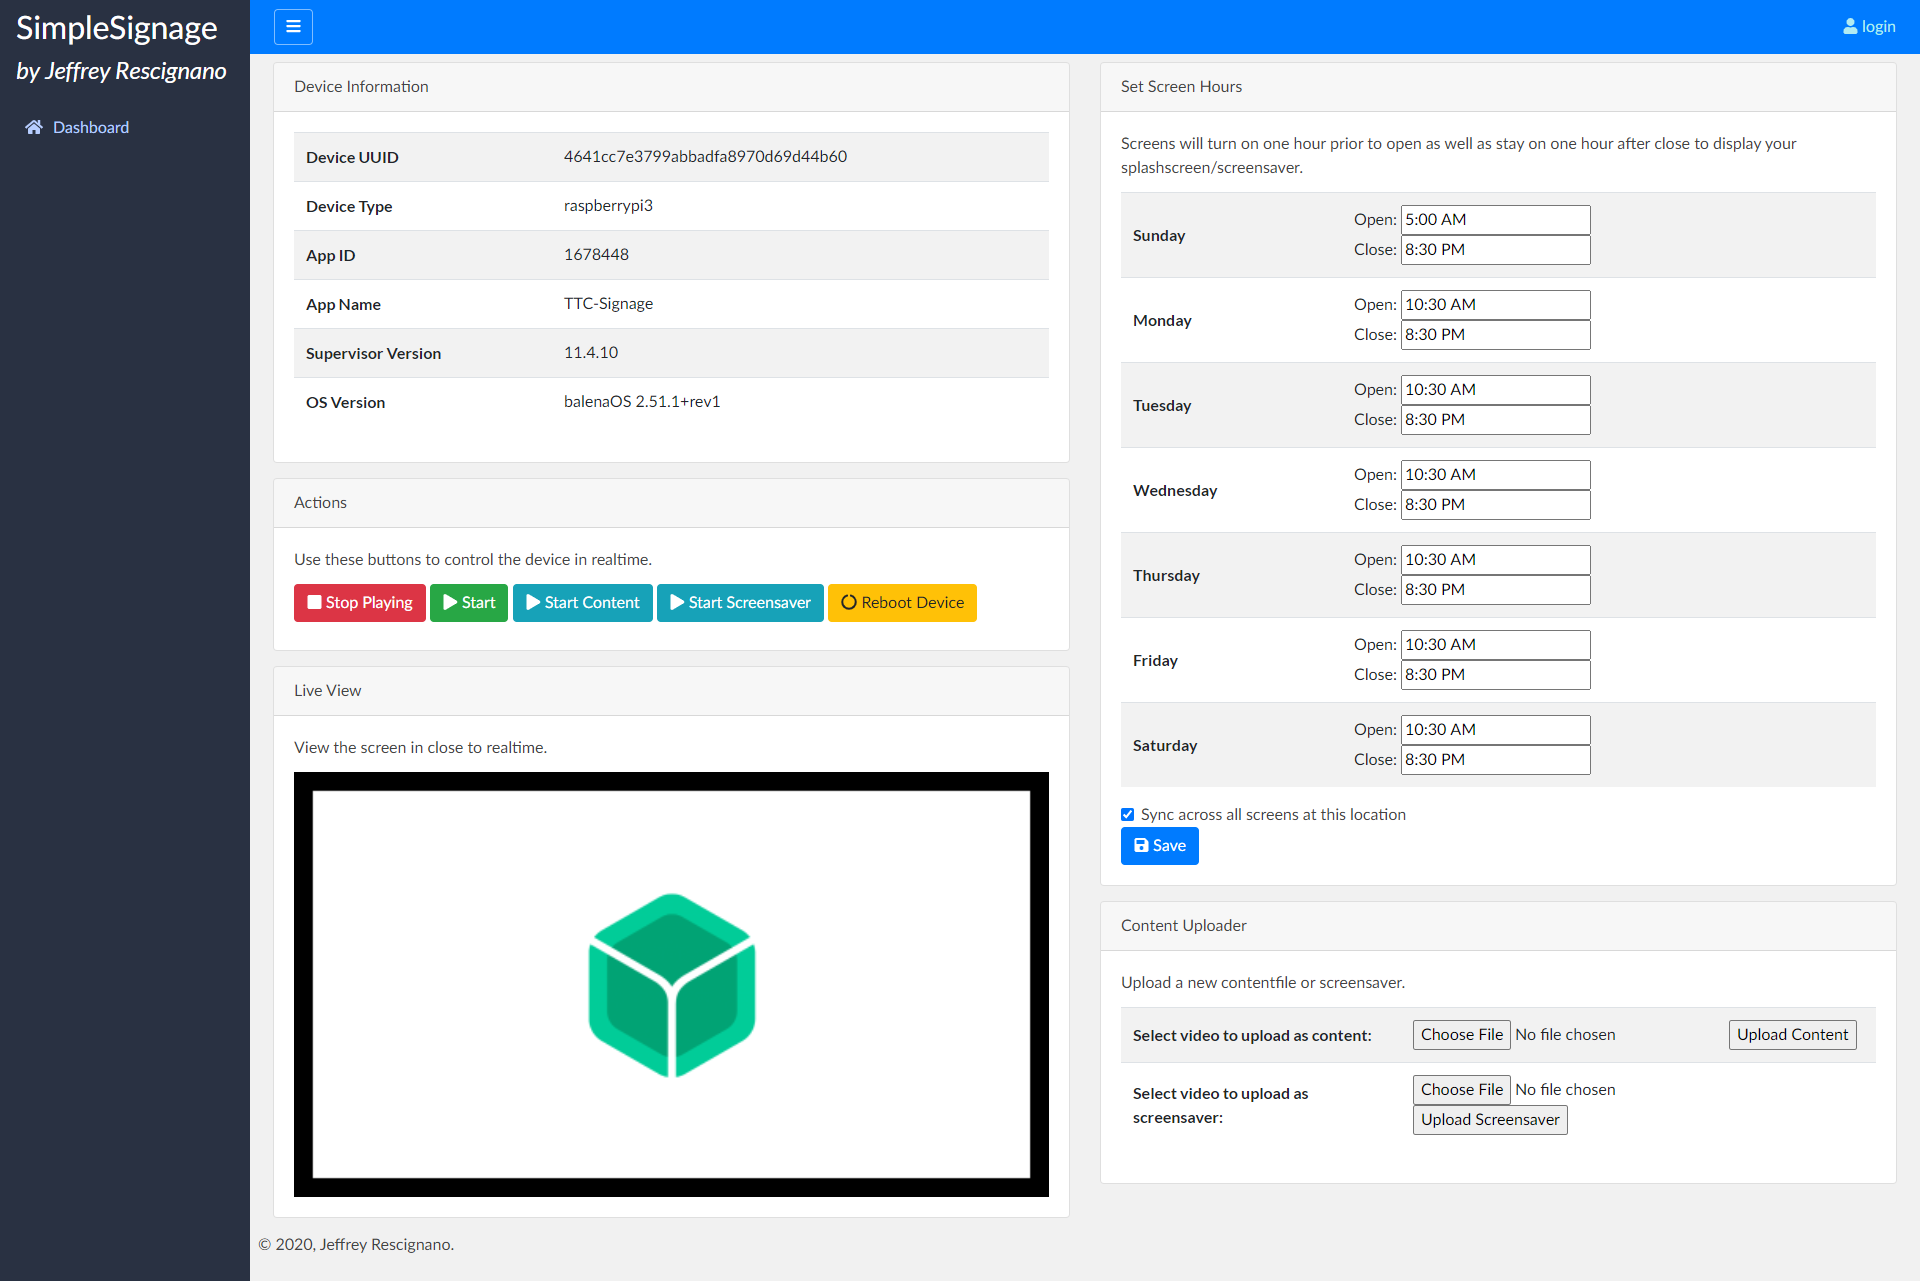 SimpleSignage
by Jeffrey Rescignano
Dashboard
login
Device Information
Device UUID 4641cc7e3799abbadfa8970d69d44b60
Device Type raspberrypi3
App ID 1678448
App Name TTC-Signage
Supervisor Version 11.4.10
OS Version balenaOS 2.51.1+rev1
Actions
Use these buttons to control the device in realtime.
Stop Playing Start Start Content Start Screensaver Reboot Device
Live View
View the screen in close to realtime.
Set Screen Hours
Screens will turn on one hour prior to open as well as stay on one hour after close to display your
splashscreen/screensaver.
Sunday
Open: 5:00 AM
Close: 8:30 PM
Monday
Open: 10:30 AM
Close: 8:30 PM
Tuesday
Open: 10:30 AM
Close: 8:30 PM
Wednesday
Open: 10:30 AM
Close: 8:30 PM
Thursday
Open: 10:30 AM
Close: 8:30 PM
Friday
Open: 10:30 AM
Close: 8:30 PM
Saturday
Open: 10:30 AM
Close: 8:30 PM
Sync across all screens at this location
Save
Content Uploader
Upload a new contentfile or screensaver.
Select video to upload as content: Choose File No file chosen Upload Content
Select video to upload as
screensaver:
Choose File No file chosen
Upload Screensaver
© 2020, Jeffrey Rescignano.